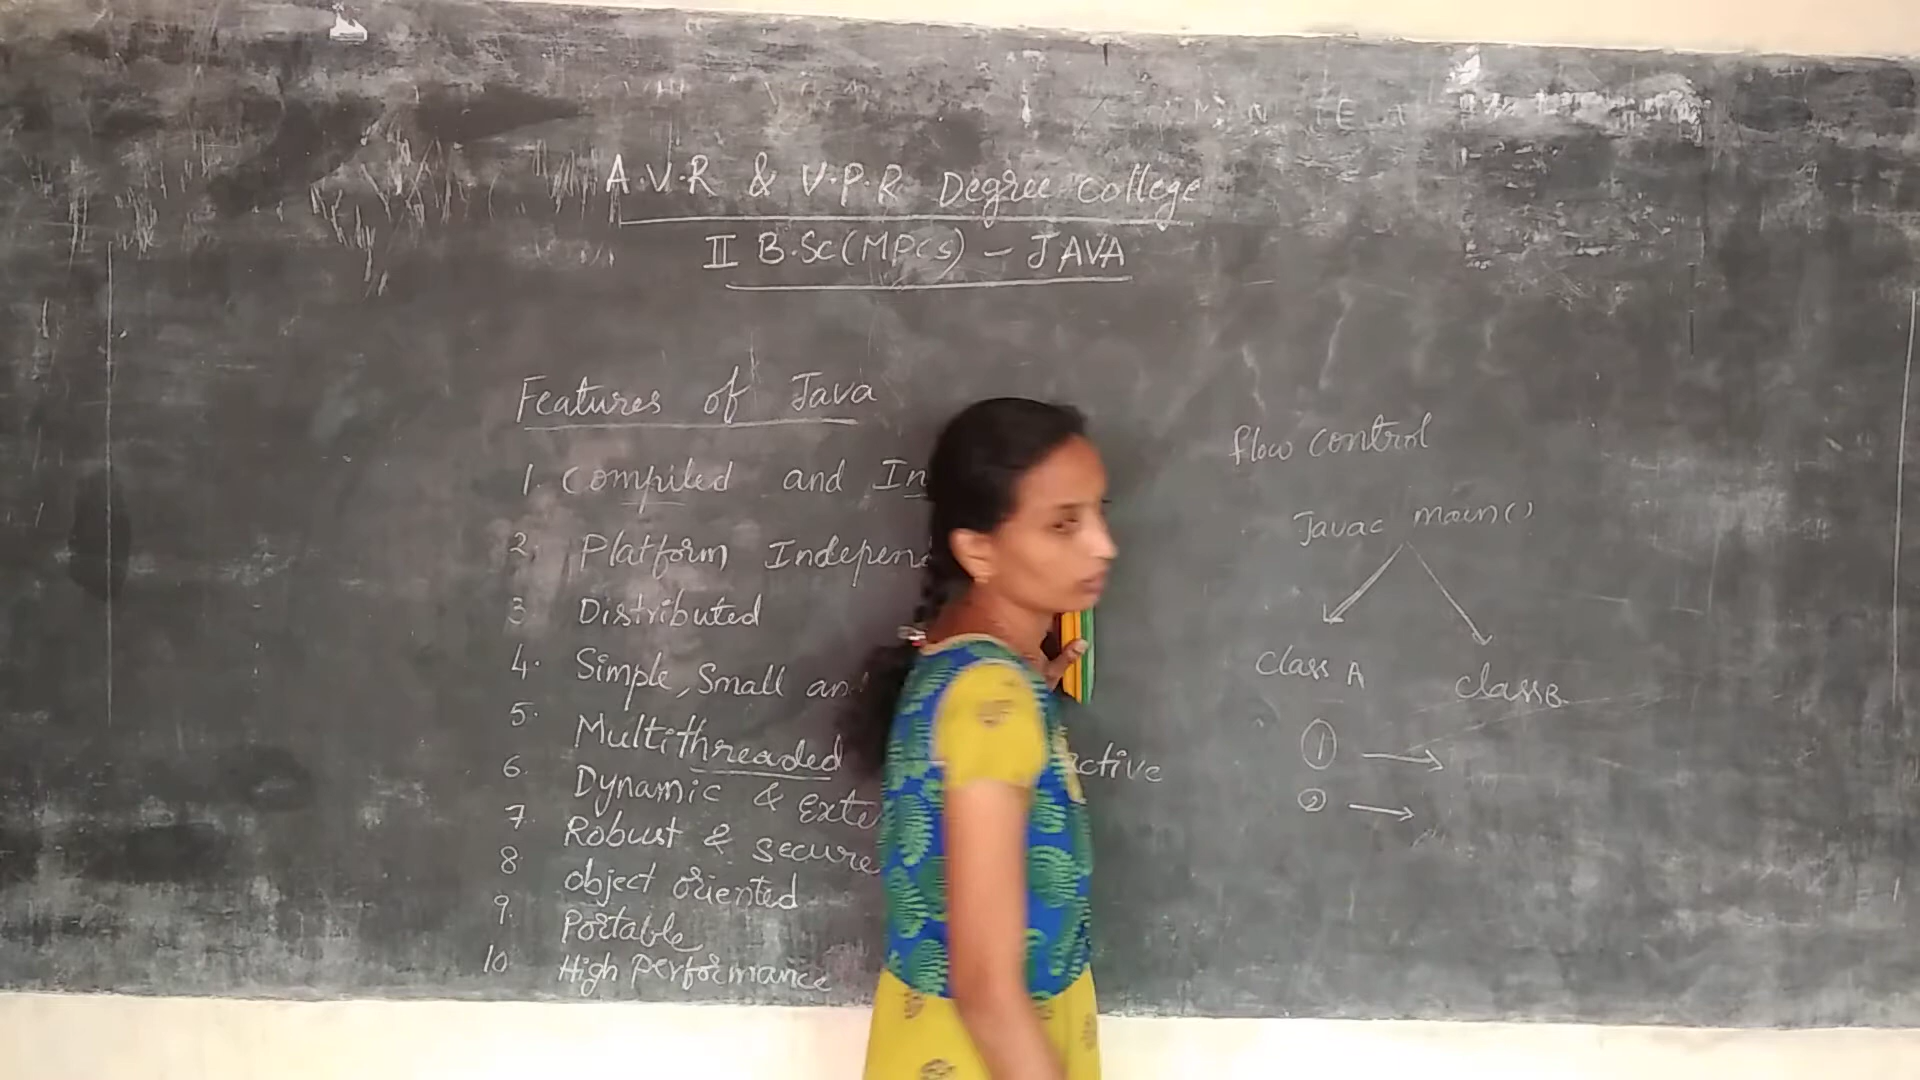 A.V.R & V.P.R Degree college
II B.Sc(MPCs) - JAVA
Features of Java
1. Compiled and In
2. Platform Independ
3 Distributed
4. Simple, Small an
5. Multithreaded active
6. Dynamic & Exte
7. Robust & secure
8 object oriented
9. Portable
10 High performance
flow control
Javac main()
class A classB
1 →
2 →